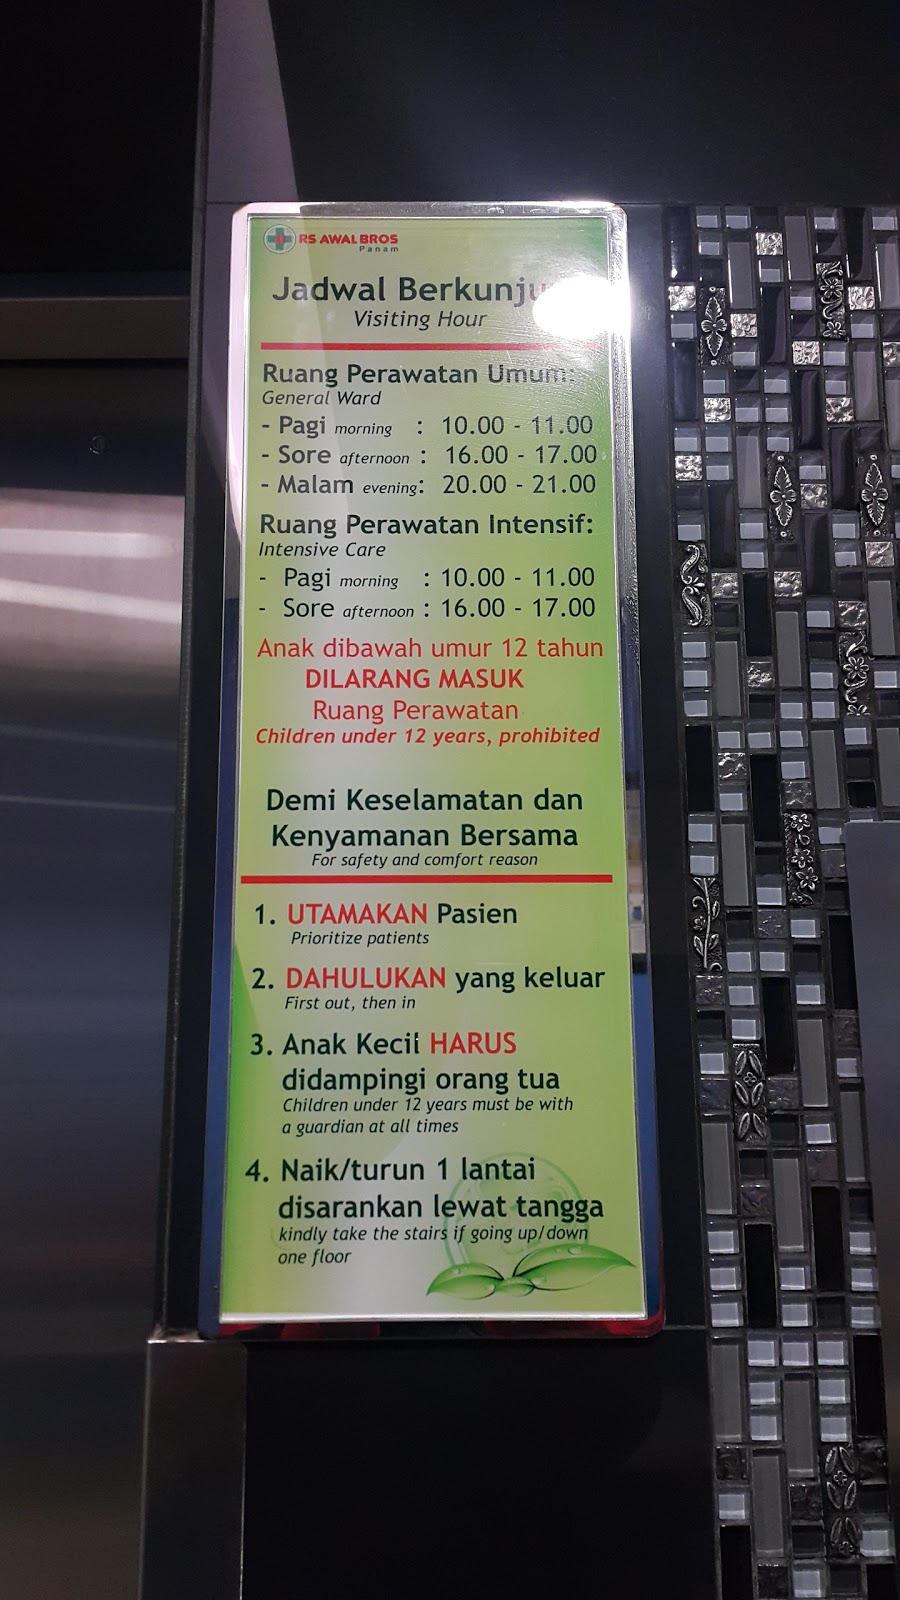 RS AWAL BROS
Panam
Jadwal
Visiting Hour
Ruang Perawatan Umum:
General Ward
- Pagi morning : 10.00 - 11.00
- Sore afternoon : 16.00 - 17.00
- Malam evening: 20.00 - 21.00
Ruang Perawatan Intensif:
Intensive Care
- Pagi morning : 10.00 - 11.00
- Sore afternoon : 16.00 - 17.00
Anak dibawah umur 12 tahun
DILARANG MASUK
Ruang Perawatan
Children under 12 years, prohibited
Demi Keselamatan dan
Kenyamanan Bersama
For safety and comfort reason
1. UTAMAKAN Pasien
Prioritize patients
2. DAHULUKAN yang keluar
First out, then in
3. Anak Kecil HARUS
didampingi orang tua
Children under 12 years must be with
a guardian at all times
4. Naik/turun 1 lantai
disarankan lewat tangga
kindly take the stairs if going up/down
one floor